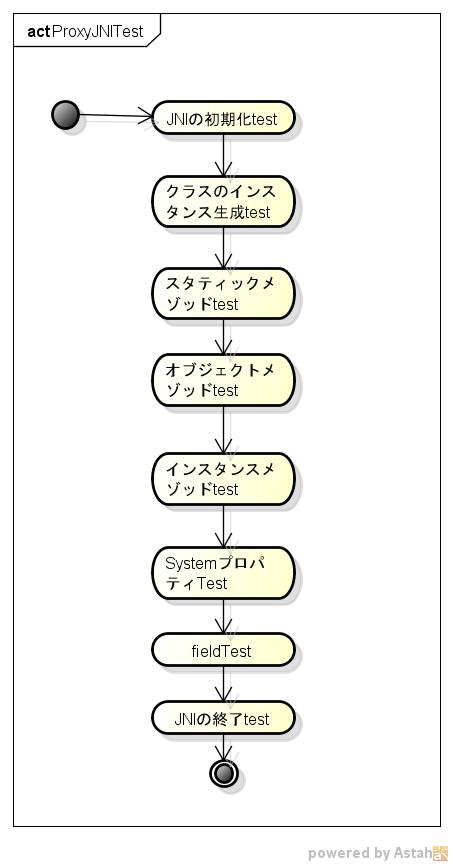 act ProxyJNITest
JNIの初期化test
クラスのインス
タンス生成test
スタティックメ
ゾッドtest
オブジェクトメ
ゾッドtest
インスタンスメ
ゾッドtest
Systemプロパ
ティTest
fieldTest
JNIの終了test
powered by Astah